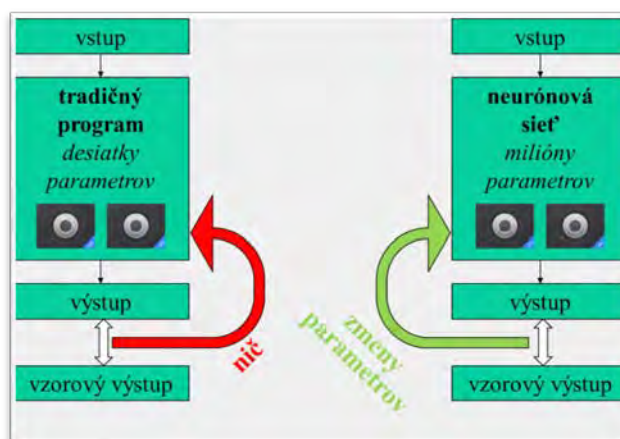 vstup
tradičný
program
desiatky
parametrov
výstup
vzorový výstup
nič
vstup
neurónová
sieť
milióny
parametrov
výstup
vzorový výstup
zmeny
parametrov